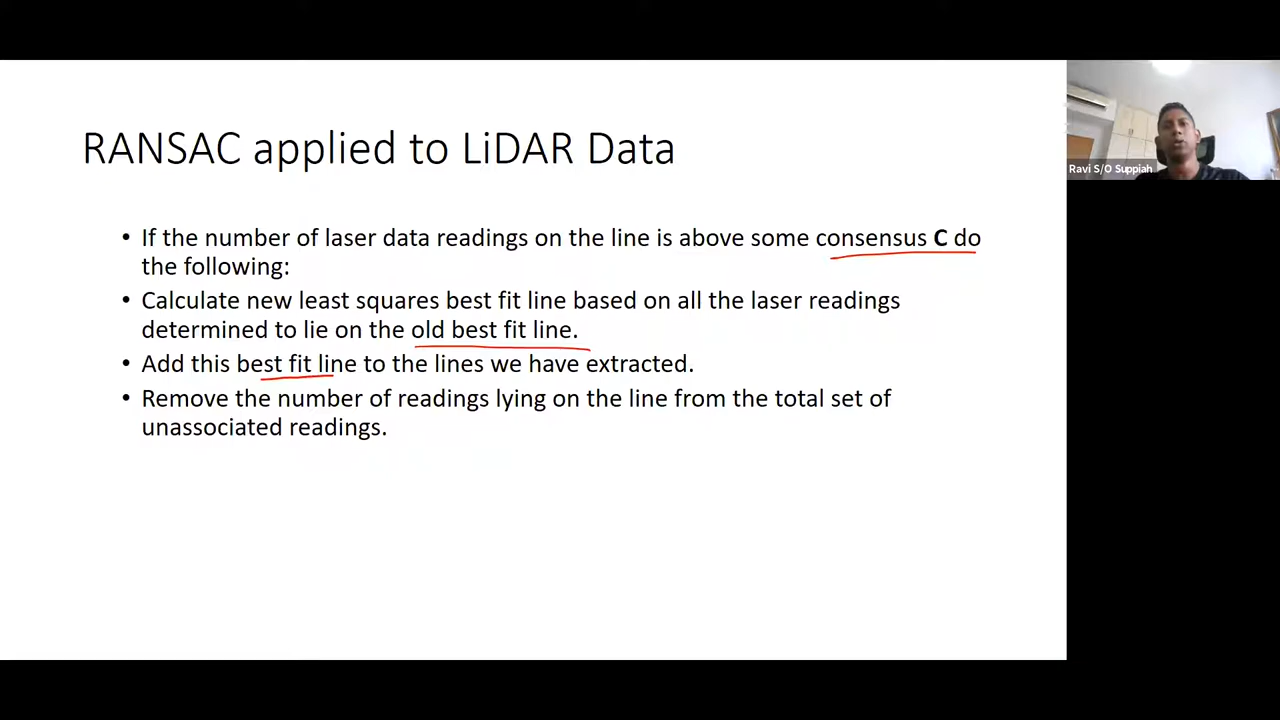 RANSAC applied to LiDAR Data
Ravi S/O Suppiah
• If the number of laser data readings on the line is above some consensus C do
the following:
• Calculate new least squares best fit line based on all the laser readings
determined to lie on the old best fit line.
• Add this best fit line to the lines we have extracted.
• Remove the number of readings lying on the line from the total set of
unassociated readings.